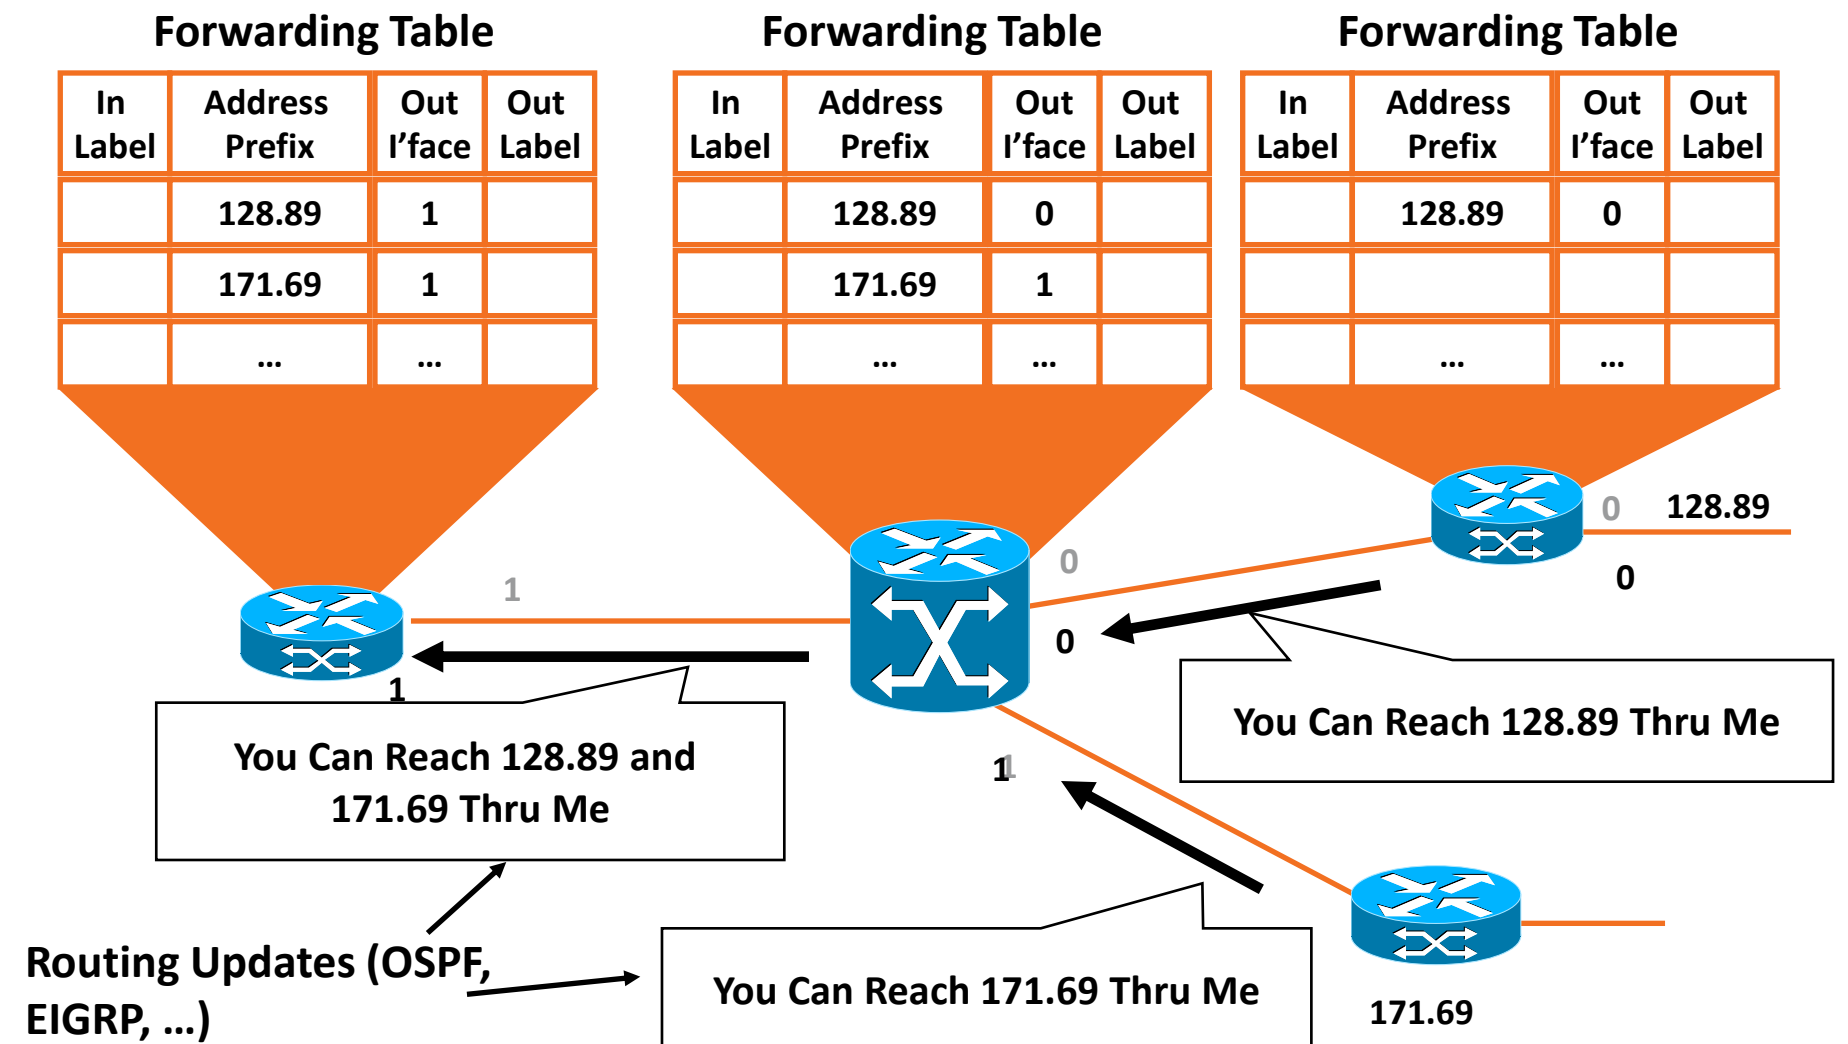 Forwarding Table
In Label
Address Prefix
Out I’face
Out Label
128.89 1
171.69 1
... ...
Forwarding Table
In Label
Address Prefix
Out I’face
Out Label
128.89 0
171.69 1
... ...
Forwarding Table
In Label
Address Prefix
Out I’face
Out Label
128.89 0
... ...
0 128.89
0
0
1
0
1
1
1
You Can Reach 128.89 Thru Me
You Can Reach 128.89 and
171.69 Thru Me
Routing Updates (OSPF,
EIGRP, ...)
You Can Reach 171.69 Thru Me
171.69